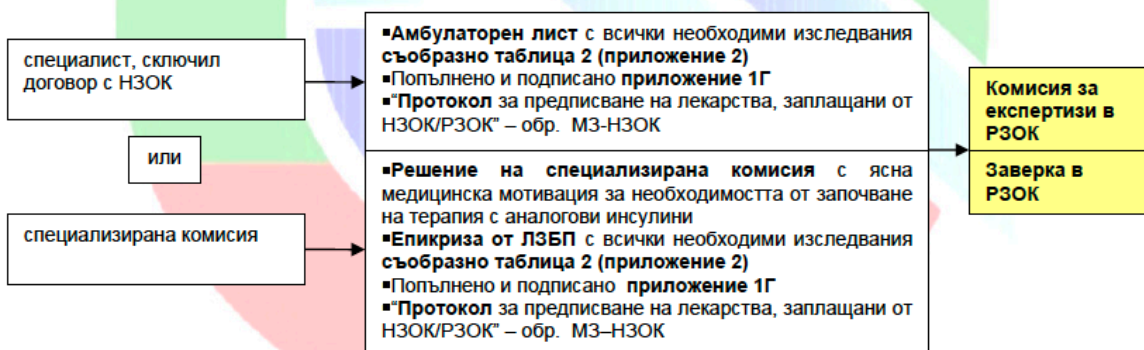 специалист, сключил
договор с НЗОК
или
специализирана комисия
▪Амбулаторен лист с всички необходими изследвания
съобразно таблица 2 (приложение 2)
▪Попълнено и подписано приложение 1Г
▪“Протокол за предписване на лекарства, заплащани от
НЗОК/РЗОК” – обр. МЗ-НЗОК
▪Решение на специализирана комисия с ясна
медицинска мотивация за необходимостта от започване
на терапия с аналогови инсулини
▪Епикриза от ЛЗБП с всички необходими изследвания
съобразно таблица 2 (приложение 2)
▪Попълнено и подписано приложение 1Г
▪“Протокол за предписване на лекарства, заплащани от
НЗОК/РЗОК” – обр. МЗ–НЗОК
Комисия за
експертизи в
РЗОК
Заверка в
РЗОК